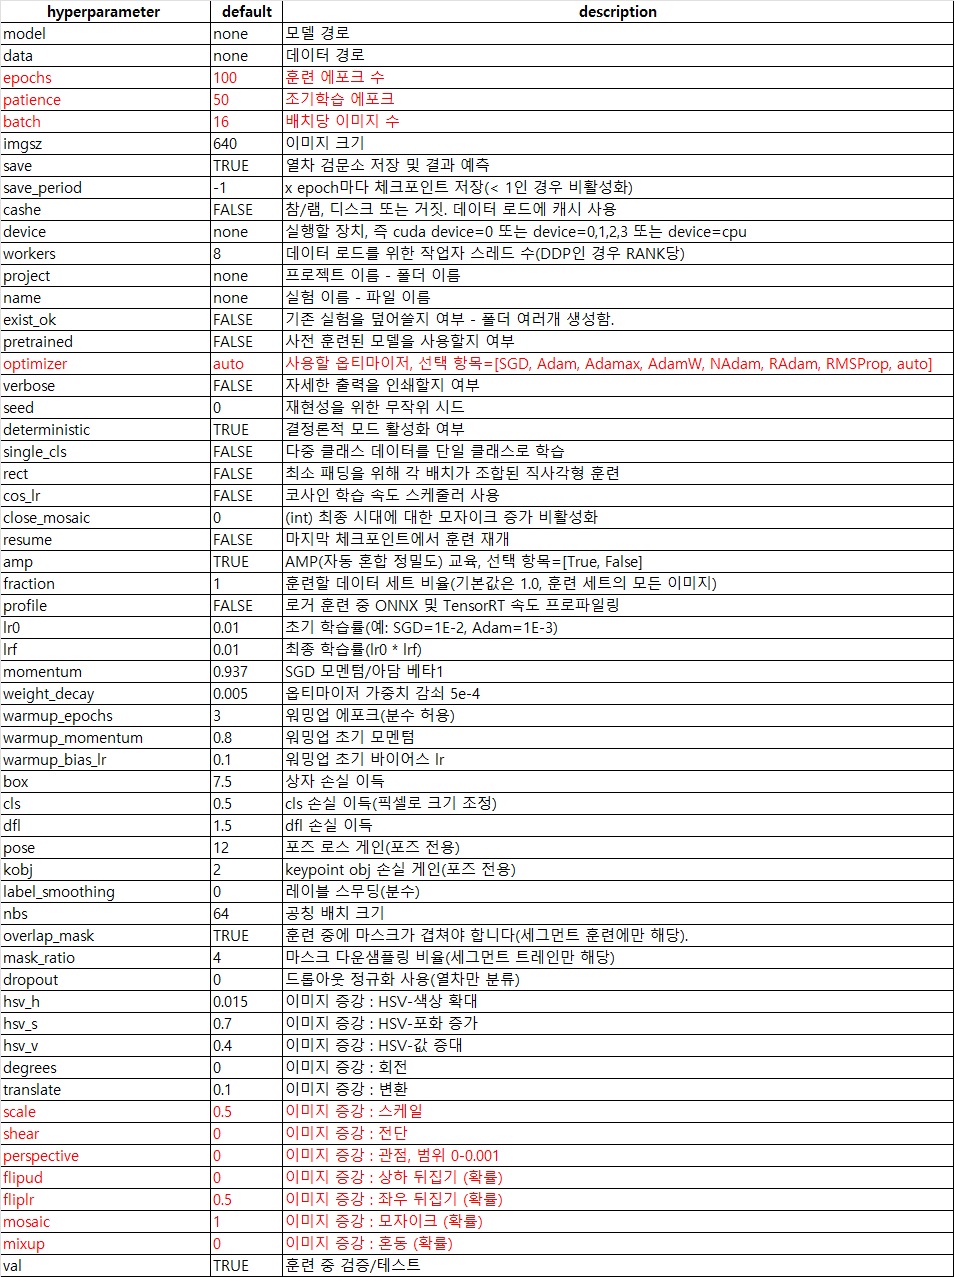 hyperparameter default description
model none 모델 경로
data none 데이터 경로
epochs 100 훈련 에포크 수
patience 50 조기학습 에포크
batch 16 배치당 이미지 수
imgsz 640 이미지 크기
save TRUE 열차 검문소 저장 및 결과 예측
save_period -1 x epoch마다 체크포인트 저장(< 1인 경우 비활성화)
cashe FALSE 참/램, 디스크 또는 거짓. 데이터 로드에 캐시 사용
device none 실행할 장치, 즉 cuda device=0 또는 device=0,1,2,3 또는 device=cpu
workers 8 데이터 로드를 위한 작업자 스레드 수(DDP인 경우 RANK당)
project none 프로젝트 이름 - 폴더 이름
name none 실험 이름 - 파일 이름
exist_ok FALSE 기존 실험을 덮어쓸지 여부 - 폴더 여러개 생성함.
pretrained FALSE 사전 훈련된 모델을 사용할지 여부
optimizer auto 사용할 옵티마이저, 선택 항목=[SGD, Adam, Adamax, AdamW, NAdam, RAdam, RMSProp, auto]
verbose FALSE 자세한 출력을 인쇄할지 여부
seed 0 재현성을 위한 무작위 시드
deterministic TRUE 결정론적 모드 활성화 여부
single_cls FALSE 다중 클래스 데이터를 단일 클래스로 학습
rect FALSE 최소 패딩을 위해 각 배치가 조합된 직사각형 훈련
cos_lr FALSE 코사인 학습 속도 스케줄러 사용
close_mosaic 0 (int) 최종 시대에 대한 모자이크 증가 비활성화
resume FALSE 마지막 체크포인트에서 훈련 재개
amp TRUE AMP(자동 혼합 정밀도) 교육, 선택 항목=[True, False]
fraction 1 훈련할 데이터 세트 비율(기본값은 1.0, 훈련 세트의 모든 이미지)
profile FALSE 로거 훈련 중 ONNX 및 TensorRT 속도 프로파일링
lr0 0.01 초기 학습률(예: SGD=1E-2, Adam=1E-3)
lrf 0.01 최종 학습률(lr0 * lrf)
momentum 0.937 SGD 모멘텀/아담 베타1
weight_decay 0.005 옵티마이저 가중치 감쇠 5e-4
warmup_epochs 3 워밍업 에포크(분수 허용)
warmup_momentum 0.8 워밍업 초기 모멘텀
warmup_bias_lr 0.1 워밍업 초기 바이어스 lr
box 7.5 상자 손실 이득
cls 0.5 cls 손실 이득(픽셀로 크기 조정)
dfl 1.5 dfl 손실 이득
pose 12 포즈 로스 게인(포즈 전용)
kobj 2 keypoint obj 손실 게인(포즈 전용)
label_smoothing 0 레이블 스무딩(분수)
nbs 64 공칭 배치 크기
overlap_mask TRUE 훈련 중에 마스크가 겹쳐야 합니다(세그먼트 훈련에만 해당).
mask_ratio 4 마스크 다운샘플링 비율(세그먼트 트레인만 해당)
dropout 0 드롭아웃 정규화 사용(열차만 분류)
hsv_h 0.015 이미지 증강 : HSV-색상 확대
hsv_s 0.7 이미지 증강 : HSV-포화 증가
hsv_v 0.4 이미지 증강 : HSV-값 증대
degrees 0 이미지 증강 : 회전
translate 0.1 이미지 증강 : 변환
scale 0.5 이미지 증강 : 스케일
shear 0 이미지 증강 : 전단
perspective 0 이미지 증강 : 관점, 범위 0-0.001
flipud 0 이미지 증강 : 상하 뒤집기 (확률)
fliplr 0.5 이미지 증강 : 좌우 뒤집기 (확률)
mosaic 1 이미지 증강 : 모자이크 (확률)
mixup 0 이미지 증강 : 혼동 (확률)
val TRUE 훈련 중 검증/테스트